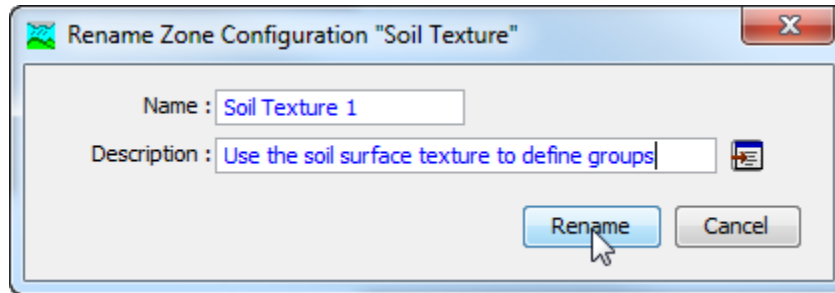 Rename Zone Configuration "Soil Texture"
Name : Soil Texture 1
Description : Use the soil surface texture to define groups
Rename Cancel